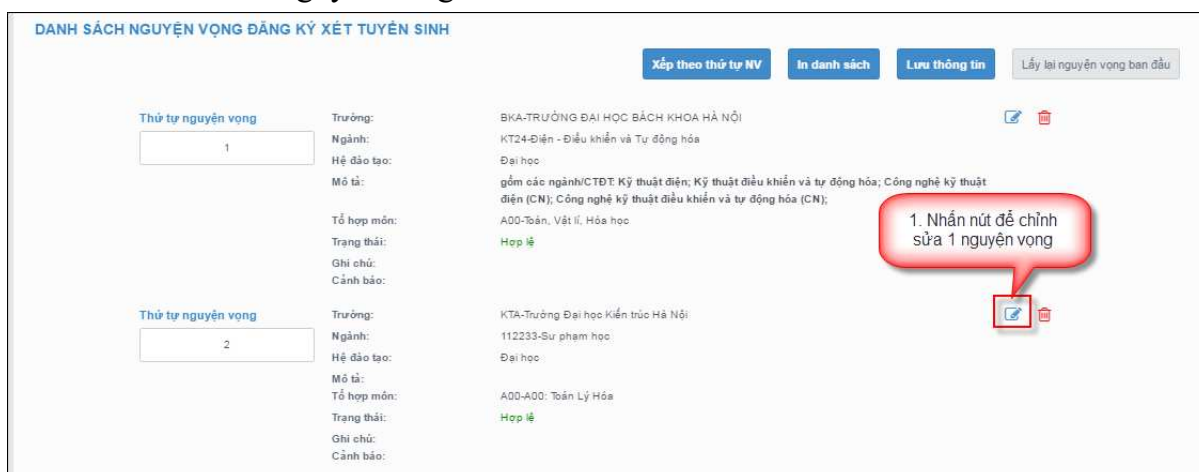 DANH SÁCH NGUYỆN VỌNG ĐĂNG KÝ XÉT TUYỂN SINH
Xếp theo thứ tự NV In danh sách Lưu thông tin Lấy lại nguyện vọng ban đầu
Thứ tự nguyện vọng
1
Trường: BKA-TRƯỜNG ĐẠI HỌC BÁCH KHOA HÀ NỘI
Ngành: KT24-Điện - Điều khiển và Tự động hóa
Hệ đào tạo: Đại học
Mô tả: gồm các ngành/CTĐT: Kỹ thuật điện; Kỹ thuật điều khiển và tự động hóa; Công nghệ kỹ thuật
điện (CN); Công nghệ kỹ thuật điều khiển và tự động hóa (CN);
Tổ hợp môn: A00-Toán, Vật lí, Hóa học
Trạng thái: Hợp lệ
Ghi chú:
Cảnh báo:
1. Nhấn nút để chỉnh
sửa 1 nguyện vọng
Thứ tự nguyện vọng
2
Trường: KTA-Trường Đại học Kiến trúc Hà Nội
Ngành: 112233-Sư phạm học
Hệ đào tạo: Đại học
Mô tả:
Tổ hợp môn: A00-A00: Toán Lý Hóa
Trạng thái: Hợp lệ
Ghi chú:
Cảnh báo: